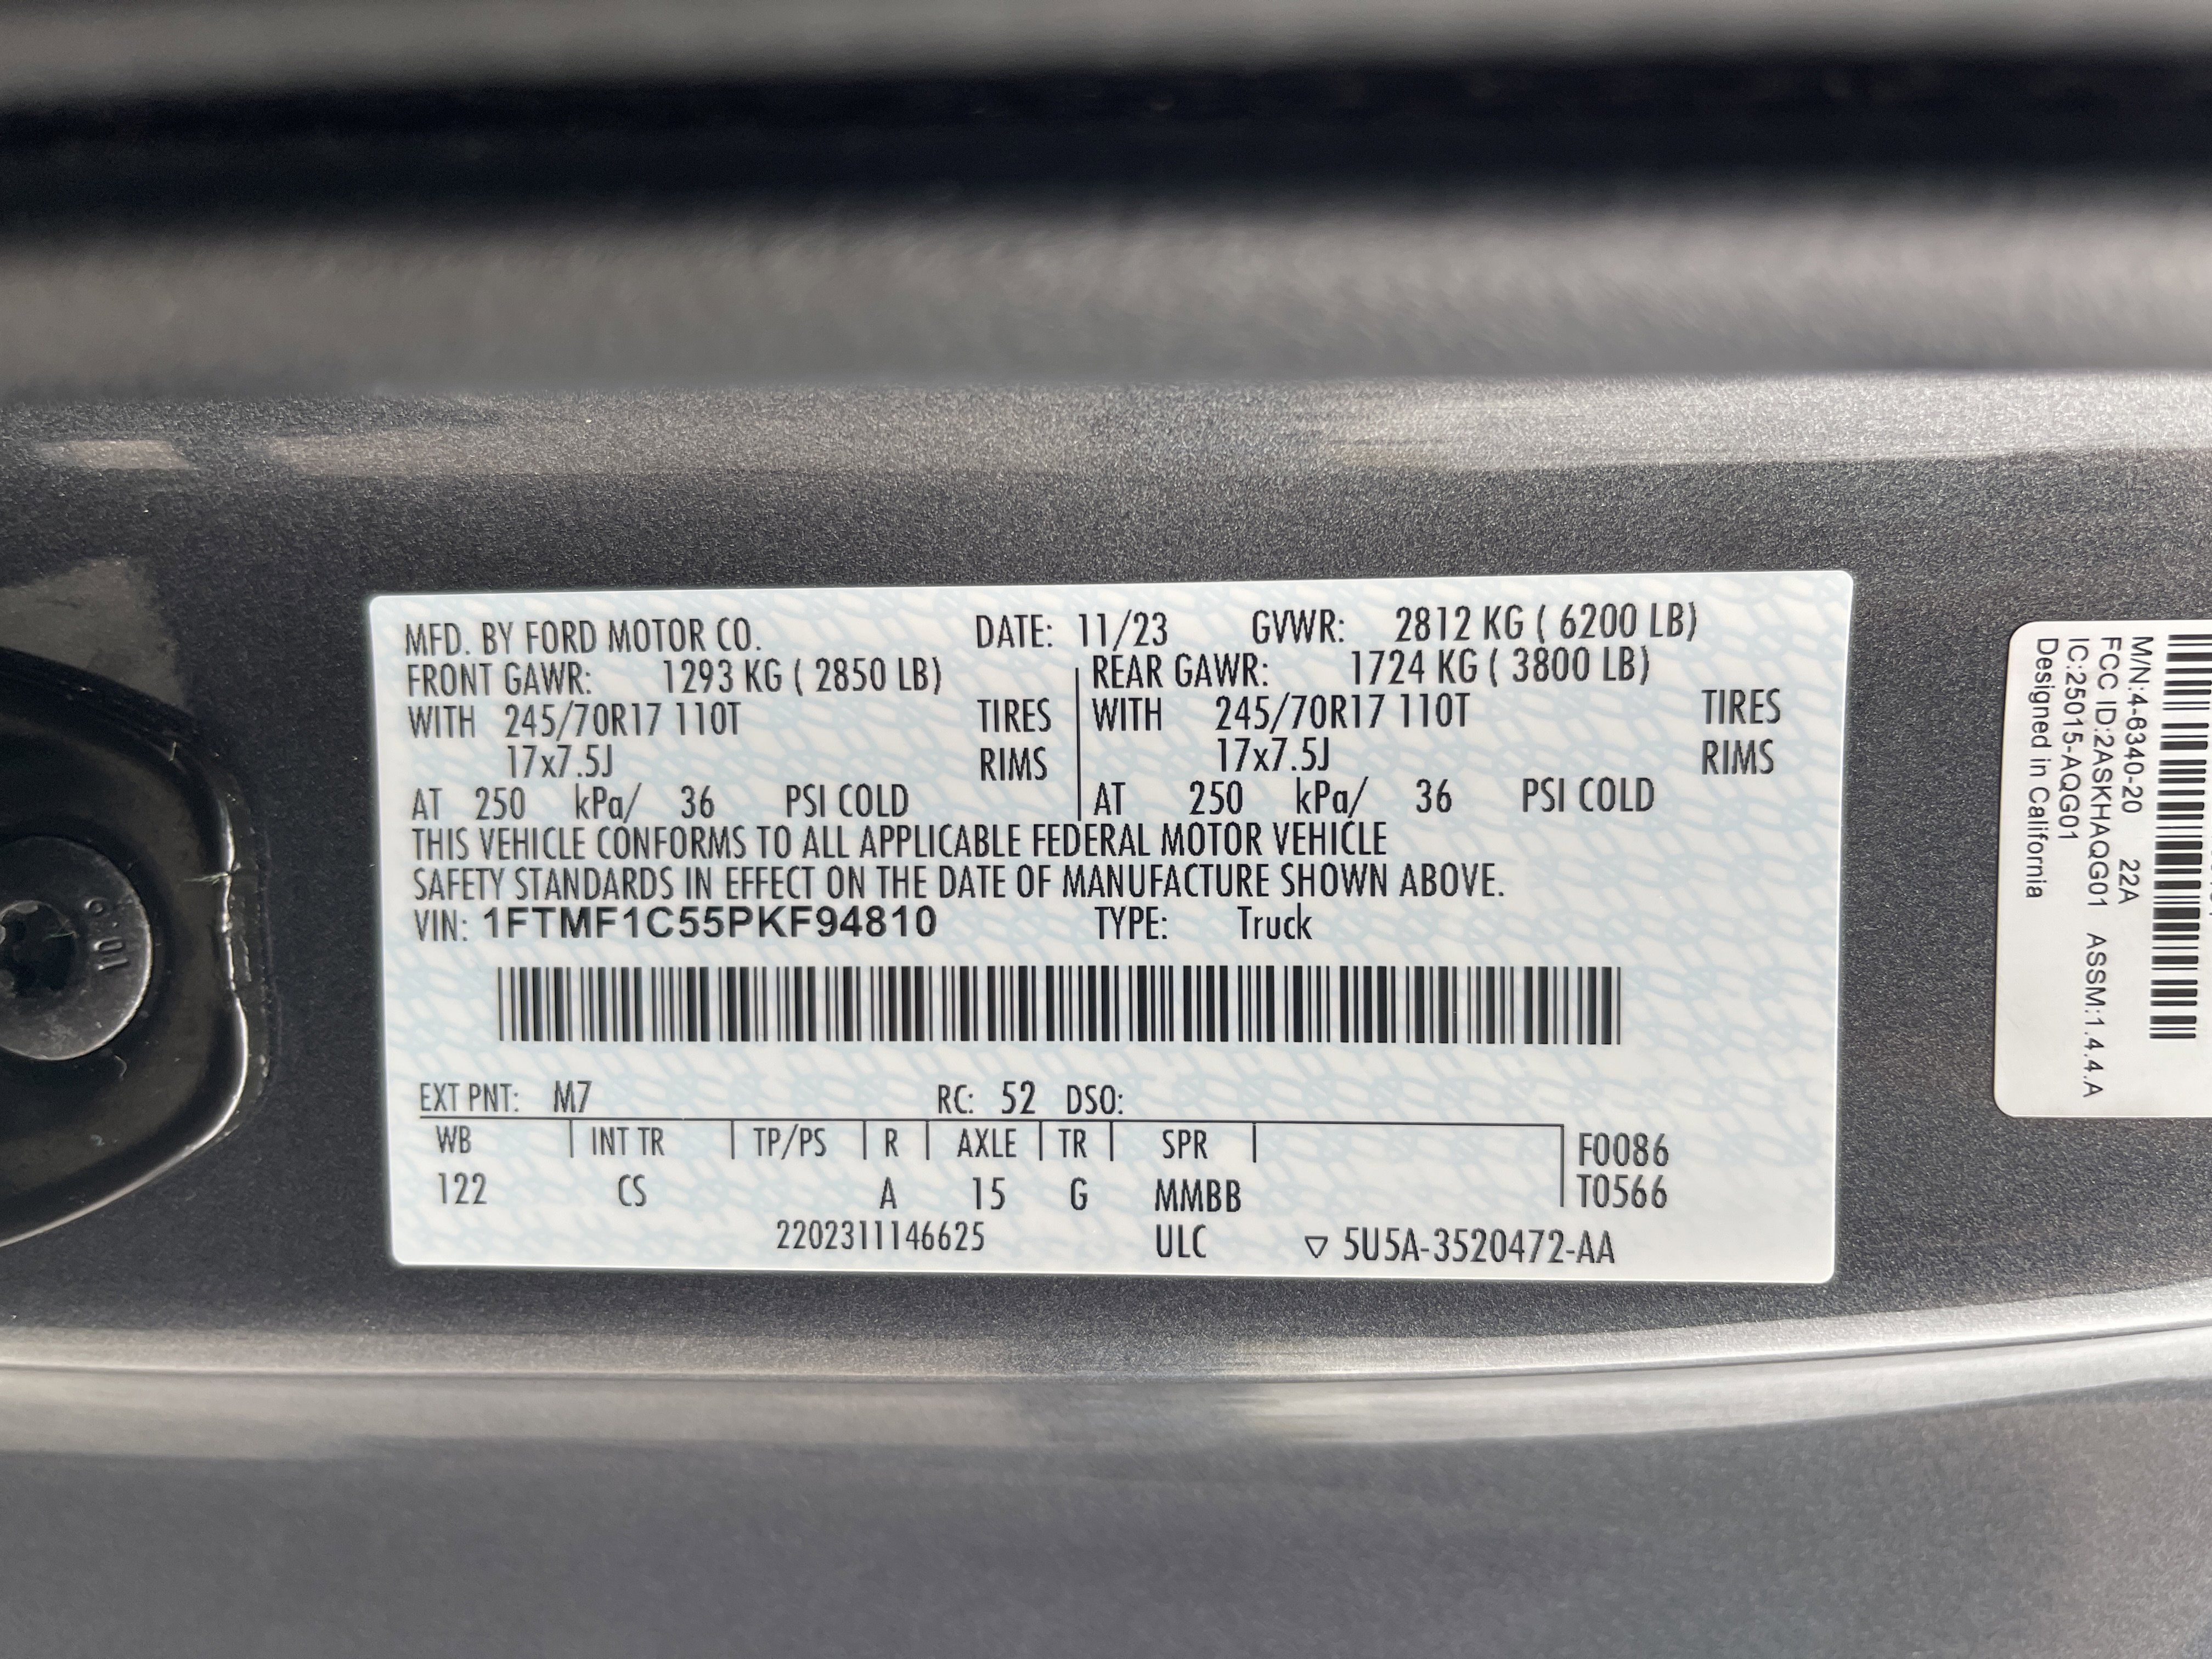 MFD. BY FORD MOTOR CO. DATE: 11/23 GVWR: 2812 KG ( 6200 LB)
FRONT GAWR: 1293 KG ( 2850 LB) REAR GAWR: 1724 KG ( 3800 LB)
WITH 245/70R17 110T TIRES WITH 245/70R17 110T TIRES
17x7.5J RIMS 17x7.5J RIMS
AT 250 kPa/ 36 PSI COLD AT 250 kPa/ 36 PSI COLD
THIS VEHICLE CONFORMS TO ALL APPLICABLE FEDERAL MOTOR VEHICLE
SAFETY STANDARDS IN EFFECT ON THE DATE OF MANUFACTURE SHOWN ABOVE.
VIN: 1FTMF1C55PKF94810 TYPE: Truck
EXT PNT: M7 RC: 52 DSO:
WB INT TR TP/PS R AXLE TR SPR F0086
122 CS A 15 G MMBB T0566
2202311146625 ULC ▽ 5U5A-3520472-AA
M/N:4-6340-20 22A
FCC ID:2ASKHAQG01 ASSM:1.4.4.A
IC:25015-AQG01
Designed in California
10.9